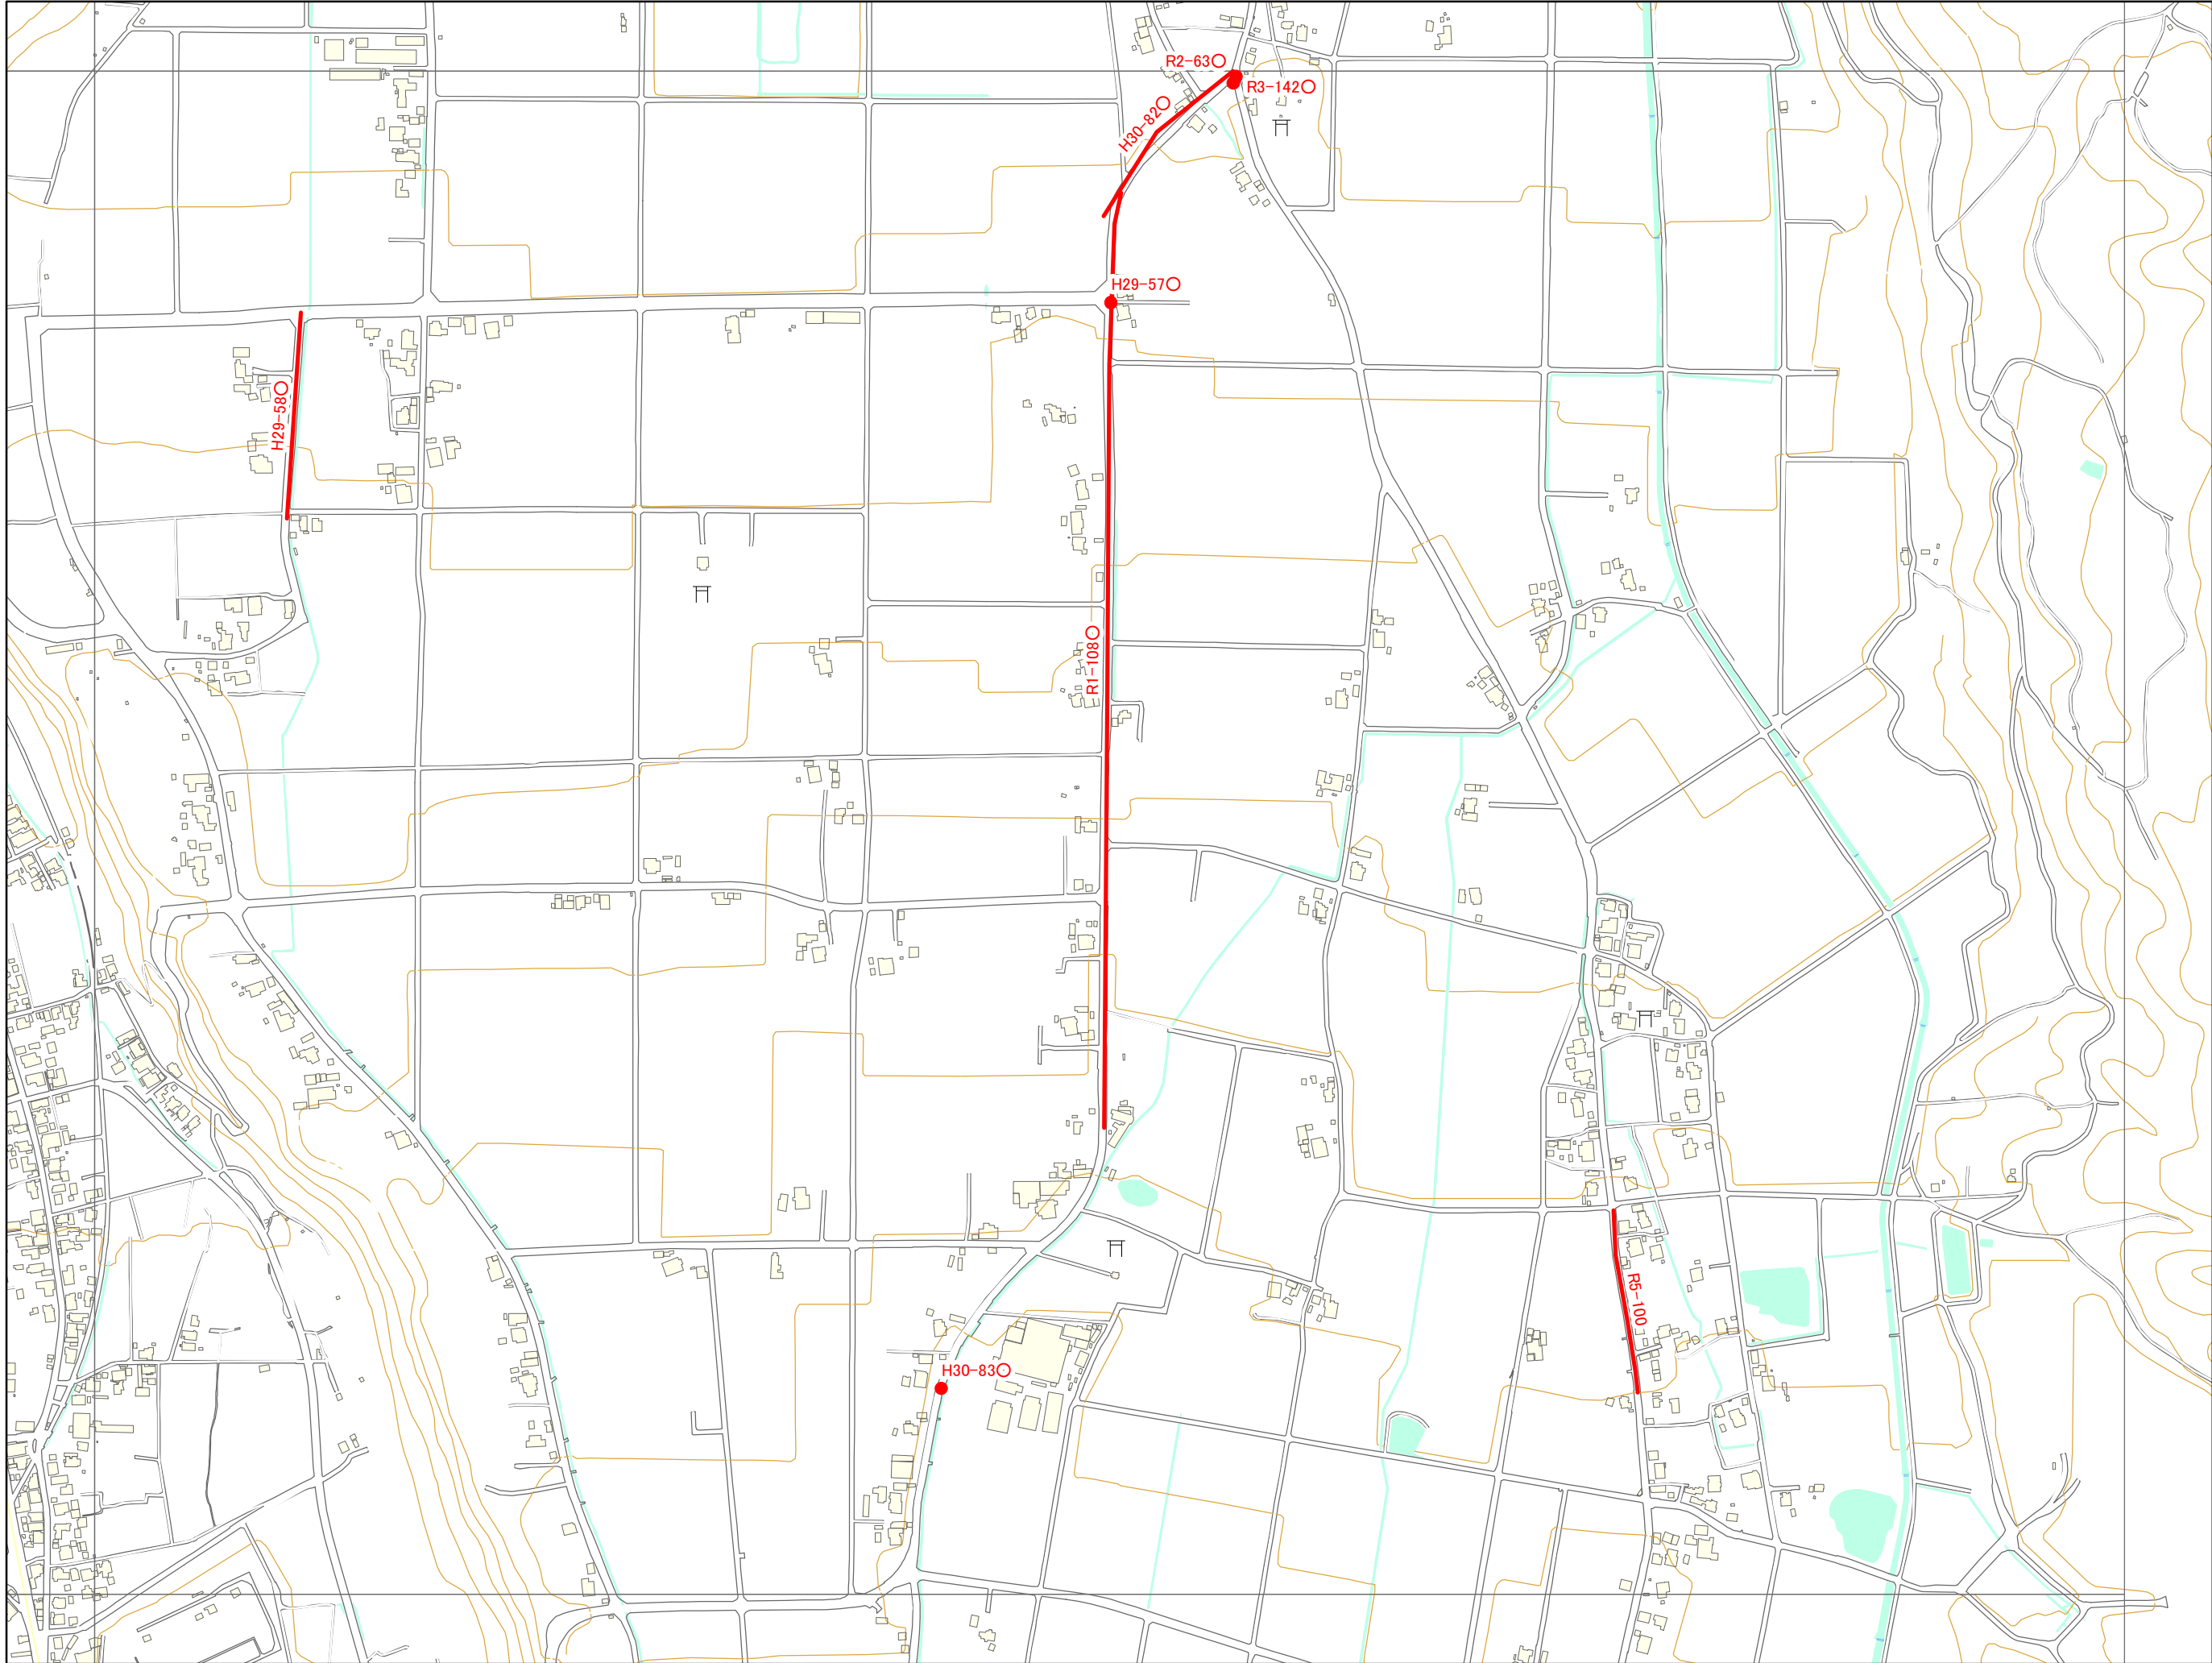 R2-63○
R3-142○
H30-82○
H29-57○
H29-58○
R1-108○
R5-100
H30-83○